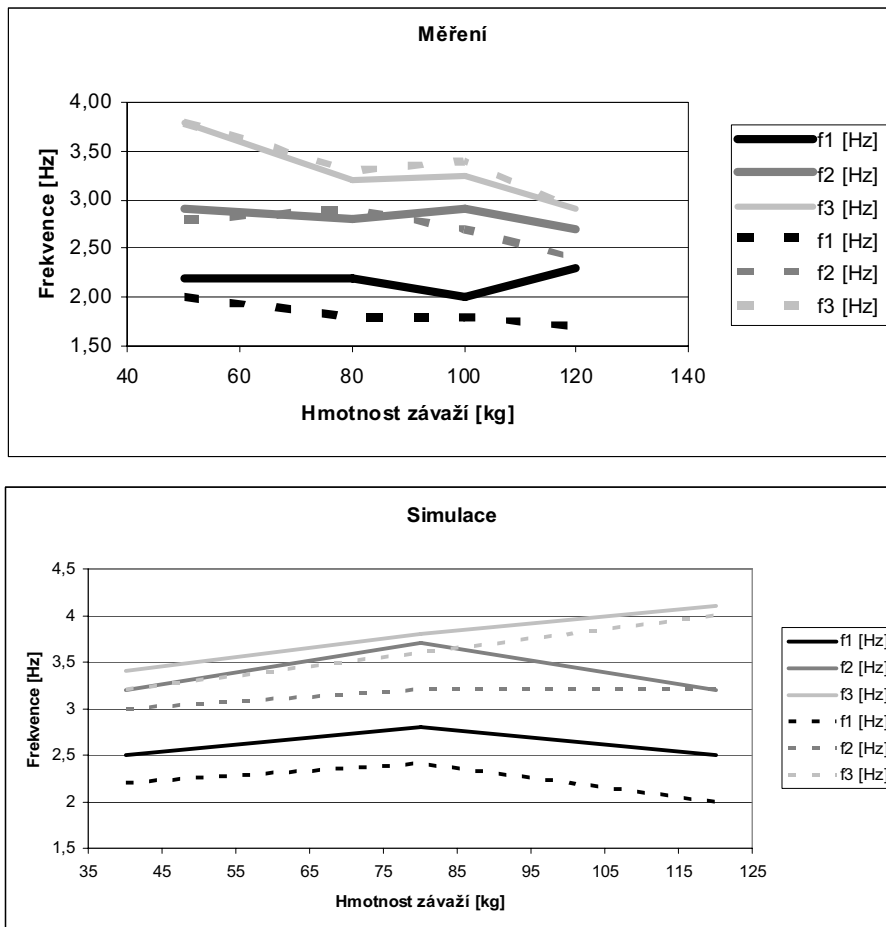 Měření
4,00
3,50
3,00
2,50
2,00
1,50
Frekvence [Hz]
40 60 80 100 120 140
Hmotnost závaží [kg]
f1 [Hz]
f2 [Hz]
f3 [Hz]
f1 [Hz]
f2 [Hz]
f3 [Hz]
Simulace
4,5
4
3,5
3
2,5
2
1,5
Frekvence [Hz]
35 45 55 65 75 85 95 105 115 125
Hmotnost závaží [kg]
f1 [Hz]
f2 [Hz]
f3 [Hz]
f1 [Hz]
f2 [Hz]
f3 [Hz]